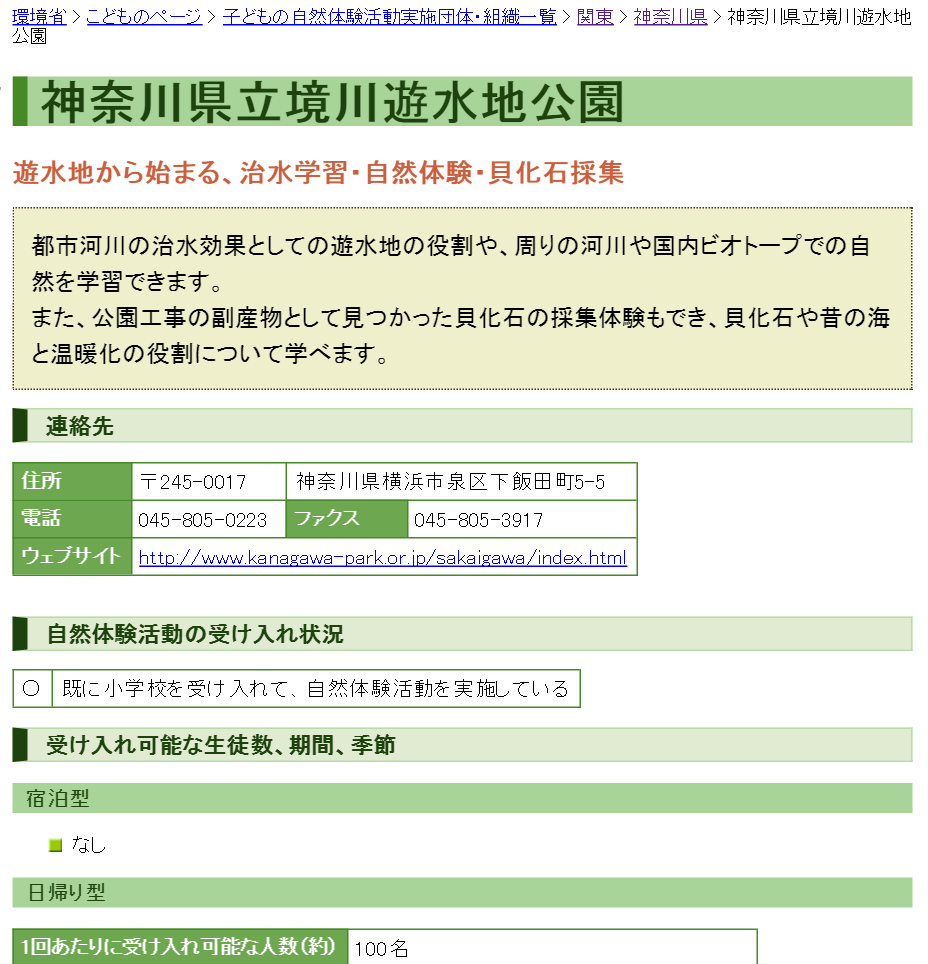 環境省 > こどものページ > 子どもの自然体験活動実施団体・組織一覧 > 関東 > 神奈川県 > 神奈川県立境川遊水地
公園
神奈川県立境川遊水地公園
遊水地から始まる、治水学習・自然体験・貝化石採集
都市河川の治水効果としての遊水地の役割や、周りの河川や国内ビオトープでの自
然を学習できます。
また、公園工事の副産物として見つかった貝化石の採集体験もでき、貝化石や昔の海
と温暖化の役割について学べます。
連絡先
住所 〒245-0017 神奈川県横浜市泉区下飯田町5-5
電話 045-805-0223 ファクス 045-805-3917
ウェブサイト http://www.kanagawa-park.or.jp/sakaigawa/index.html
自然体験活動の受け入れ状況
○ 既に小学校を受け入れて、自然体験活動を実施している
受け入れ可能な生徒数、期間、季節
宿泊型
なし
日帰り型
1回あたりに受け入れ可能な人数(約) 100名